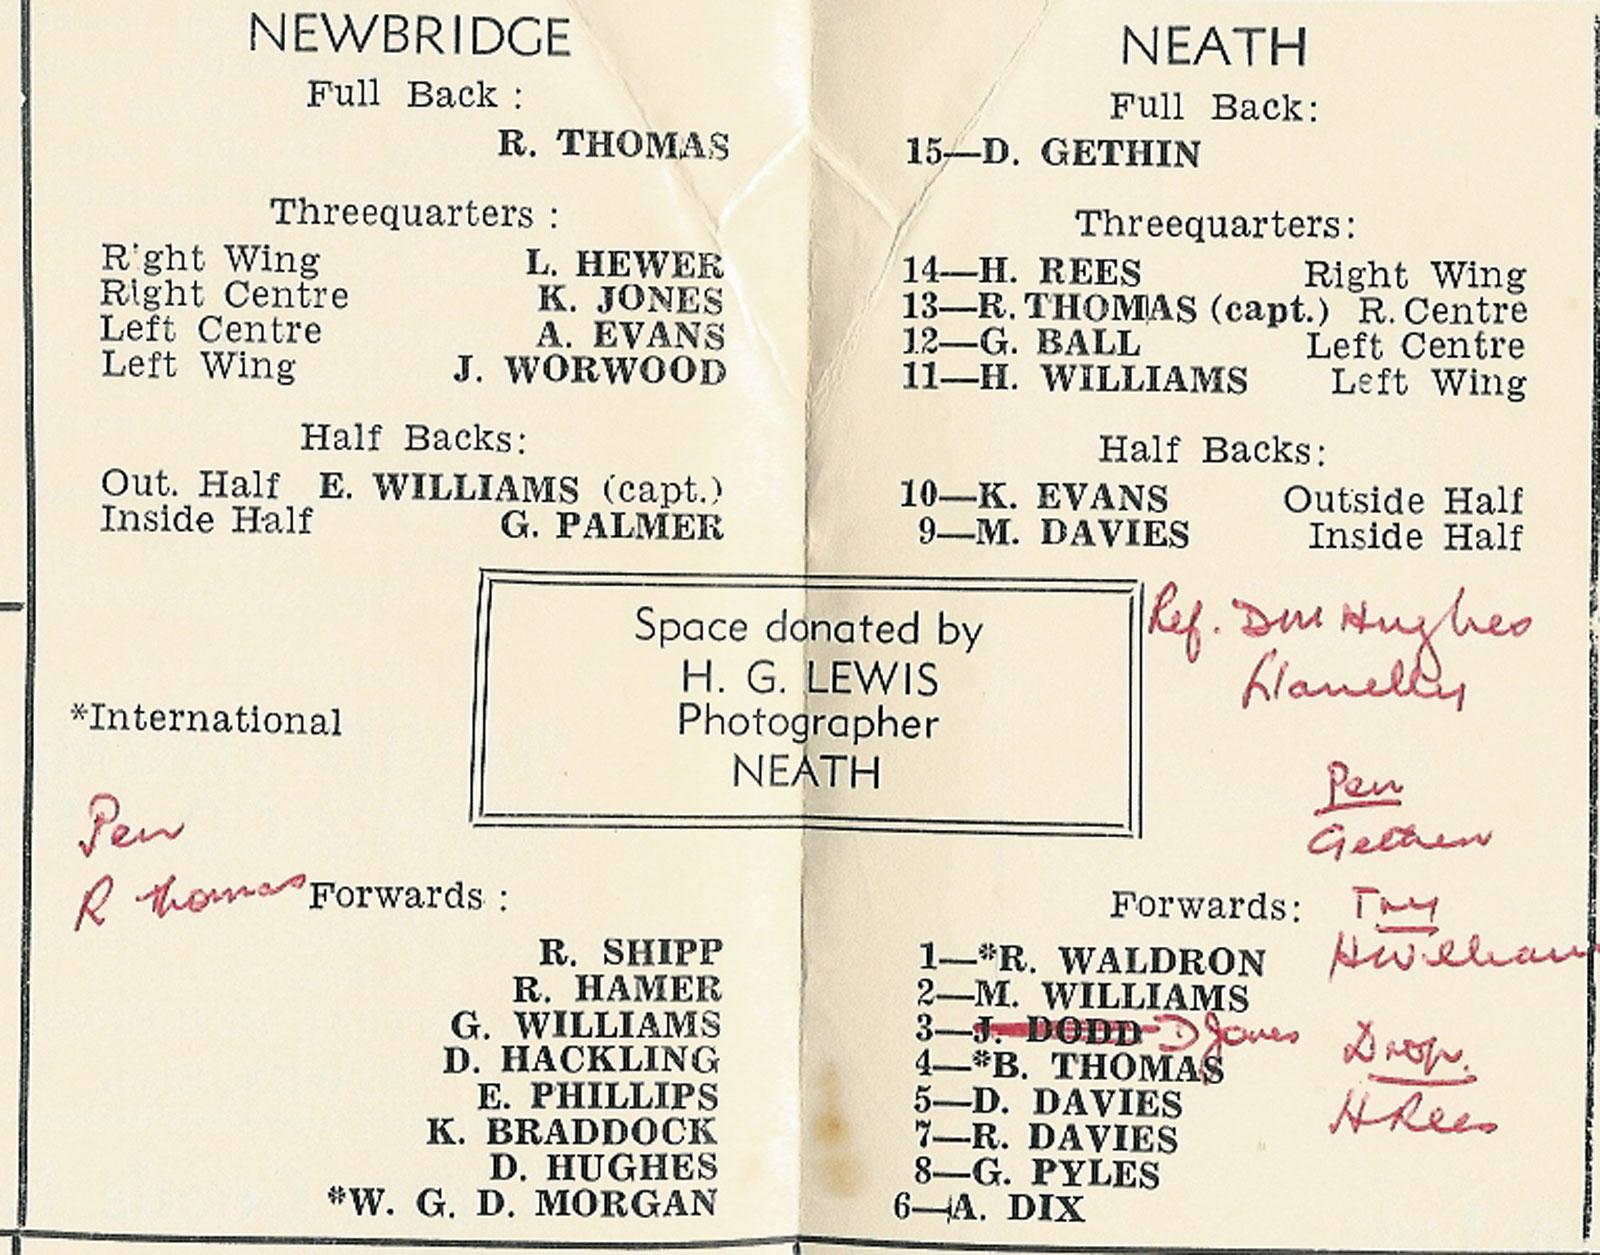 NEWBRIDGE
Full Back :
R. THOMAS
Threequarters :
Right Wing L. HEWER
Right Centre K. JONES
Left Centre A. EVANS
Left Wing J. WORWOOD
Half Backs:
Out. Half E. WILLIAMS (capt.)
Inside Half G. PALMER
*International
Pen
R Thomas
Forwards :
R. SHIPP
R. HAMER
G. WILLIAMS
D. HACKLING
E. PHILLIPS
K. BRADDOCK
D. HUGHES
*W. G. D. MORGAN
Space donated by
H. G. LEWIS
Photographer
NEATH
NEATH
Full Back:
15—D. GETHIN
Threequarters:
14—H. REES Right Wing
13—R. THOMAS (capt.) R. Centre
12—G. BALL Left Centre
11—H. WILLIAMS Left Wing
Half Backs:
10—K. EVANS Outside Half
9—M. DAVIES Inside Half
Ref. DM Hughes
Llanelly
Pen
Gethin
Try
H Williams
Drop.
H Rees
Forwards:
1—*R. WALDRON
2—M. WILLIAMS
3—J. DODD D Jones
4—*B. THOMAS
5—D. DAVIES
7—R. DAVIES
8—G. PYLES
6—A. DIX